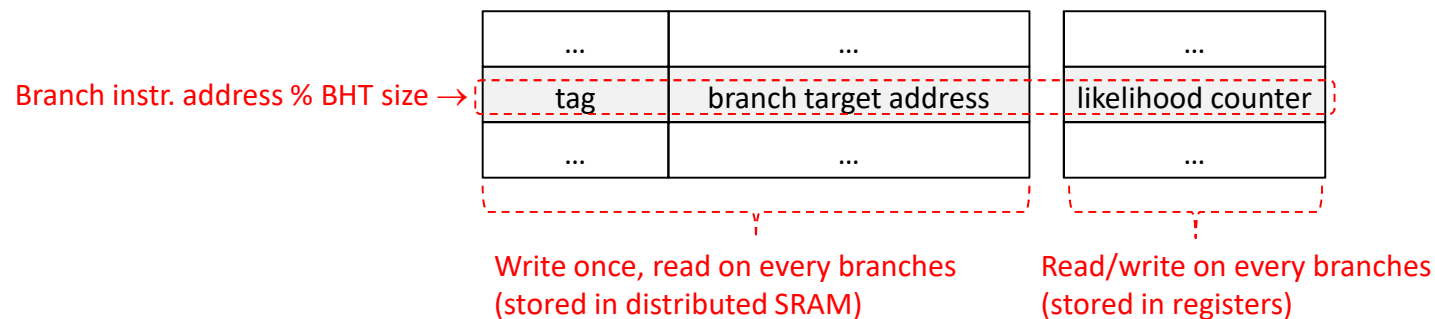 ... ... ...
Branch instr. address % BHT size → tag branch target address likelihood counter
... ... ...
Write once, read on every branches
(stored in distributed SRAM)
Read/write on every branches
(stored in registers)